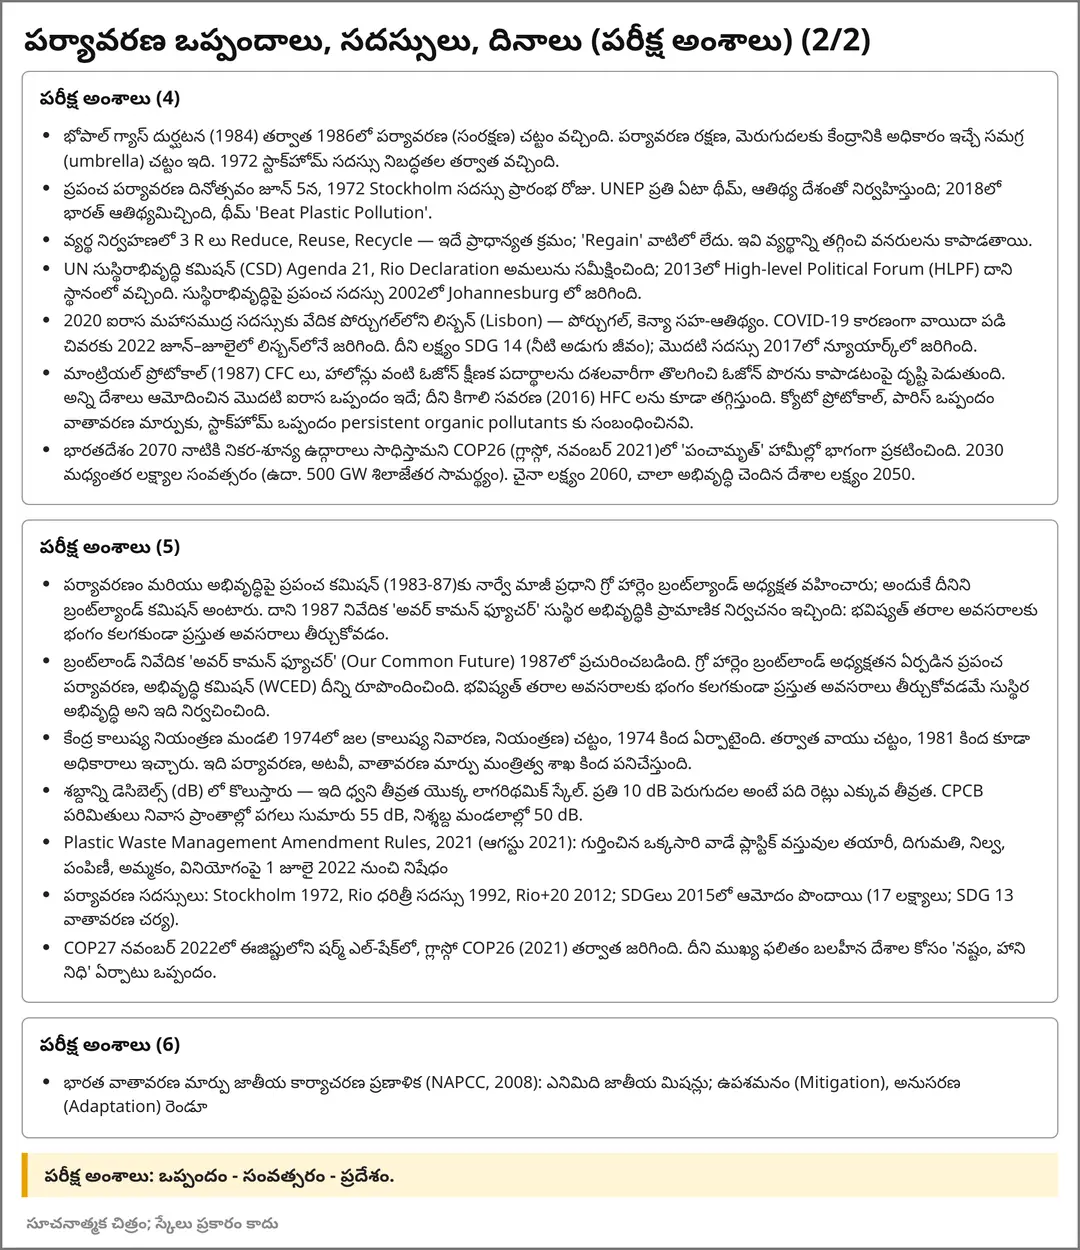 పర్యావరణ ఒప్పందాలు, సదస్సులు, దినాలు (పరీక్ష అంశాలు) (2/2)
పరీక్ష అంశాలు (4)
• భోపాల్ గ్యాస్ దుర్ఘటన (1984) తర్వాత 1986లో పర్యావరణ (సంరక్షణ) చట్టం వచ్చింది. పర్యావరణ రక్షణ, మెరుగుదలకు కేంద్రానికి అధికారం ఇచ్చే సమగ్ర
(umbrella) చట్టం ఇది. 1972 స్టాక్‌హోమ్ సదస్సు నిబద్ధతల తర్వాత వచ్చింది.
• ప్రపంచ పర్యావరణ దినోత్సవం జూన్ 5న, 1972 Stockholm సదస్సు ప్రారంభ రోజు. UNEP ప్రతి ఏటా థీమ్, ఆతిథ్య దేశంతో నిర్వహిస్తుంది; 2018లో
భారత్ ఆతిథ్యమిచ్చింది, థీమ్ 'Beat Plastic Pollution'.
• వ్యర్థ నిర్వహణలో 3 R లు Reduce, Reuse, Recycle — ఇదే ప్రాధాన్యత క్రమం; 'Regain' వాటిలో లేదు. ఇవి వ్యర్థాన్ని తగ్గించి వనరులను కాపాడతాయి.
• UN సుస్థిరాభివృద్ధి కమిషన్ (CSD) Agenda 21, Rio Declaration అమలును సమీక్షించింది; 2013లో High-level Political Forum (HLPF) దాని
స్థానంలో వచ్చింది. సుస్థిరాభివృద్ధిపై ప్రపంచ సదస్సు 2002లో Johannesburg లో జరిగింది.
• 2020 ఐరాస మహాసముద్ర సదస్సుకు వేదిక పోర్చుగల్‌లోని లిస్బన్ (Lisbon) — పోర్చుగల్, కెన్యా సహ-ఆతిథ్యం. COVID-19 కారణంగా వాయిదా పడి
చివరకు 2022 జూన్–జూలైలో లిస్బన్‌లోనే జరిగింది. దీని లక్ష్యం SDG 14 (నీటి అడుగు జీవం); మొదటి సదస్సు 2017లో న్యూయార్క్‌లో జరిగింది.
• మాంట్రియల్ ప్రోటోకాల్ (1987) CFC లు, హాలోన్లు వంటి ఓజోన్ క్షీణక పదార్థాలను దశలవారీగా తొలగించి ఓజోన్ పొరను కాపాడటంపై దృష్టి పెడుతుంది.
అన్ని దేశాలు ఆమోదించిన మొదటి ఐరాస ఒప్పందం ఇదే; దీని కిగాలి సవరణ (2016) HFC లను కూడా తగ్గిస్తుంది. క్యోటో ప్రోటోకాల్, పారిస్ ఒప్పందం
వాతావరణ మార్పుకు, స్టాక్‌హోమ్ ఒప్పందం persistent organic pollutants కు సంబంధించినవి.
• భారతదేశం 2070 నాటికి నికర-శూన్య ఉద్గారాలు సాధిస్తామని COP26 (గ్లాస్గో, నవంబర్ 2021)లో 'పంచామృత్' హామీల్లో భాగంగా ప్రకటించింది. 2030
మధ్యంతర లక్ష్యాల సంవత్సరం (ఉదా. 500 GW శిలాజేతర సామర్థ్యం). చైనా లక్ష్యం 2060, చాలా అభివృద్ధి చెందిన దేశాల లక్ష్యం 2050.
పరీక్ష అంశాలు (5)
• పర్యావరణం మరియు అభివృద్ధిపై ప్రపంచ కమిషన్ (1983-87)కు నార్వే మాజీ ప్రధాని గ్రో హార్లెం బ్రంట్‌ల్యాండ్ అధ్యక్షత వహించారు; అందుకే దీనిని
బ్రంట్‌ల్యాండ్ కమిషన్ అంటారు. దాని 1987 నివేదిక 'అవర్ కామన్ ఫ్యూచర్' సుస్థిర అభివృద్ధికి ప్రామాణిక నిర్వచనం ఇచ్చింది: భవిష్యత్ తరాల అవసరాలకు
భంగం కలగకుండా ప్రస్తుత అవసరాలు తీర్చుకోవడం.
• బ్రంట్‌లాండ్ నివేదిక 'అవర్ కామన్ ఫ్యూచర్' (Our Common Future) 1987లో ప్రచురించబడింది. గ్రో హార్లెం బ్రంట్‌లాండ్ అధ్యక్షతన ఏర్పడిన ప్రపంచ
పర్యావరణ, అభివృద్ధి కమిషన్ (WCED) దీన్ని రూపొందించింది. భవిష్యత్ తరాల అవసరాలకు భంగం కలగకుండా ప్రస్తుత అవసరాలు తీర్చుకోవడమే సుస్థిర
అభివృద్ధి అని ఇది నిర్వచించింది.
• కేంద్ర కాలుష్య నియంత్రణ మండలి 1974లో జల (కాలుష్య నివారణ, నియంత్రణ) చట్టం, 1974 కింద ఏర్పాటైంది. తర్వాత వాయు చట్టం, 1981 కింద కూడా
అధికారాలు ఇచ్చారు. ఇది పర్యావరణ, అటవీ, వాతావరణ మార్పు మంత్రిత్వ శాఖ కింద పనిచేస్తుంది.
• శబ్దాన్ని డెసిబెల్స్ (dB) లో కొలుస్తారు — ఇది ధ్వని తీవ్రత యొక్క లాగరిథమిక్ స్కేల్. ప్రతి 10 dB పెరుగుదల అంటే పది రెట్లు ఎక్కువ తీవ్రత. CPCB
పరిమితులు నివాస ప్రాంతాల్లో పగలు సుమారు 55 dB, నిశ్శబ్ద మండలాల్లో 50 dB.
• Plastic Waste Management Amendment Rules, 2021 (ఆగస్టు 2021): గుర్తించిన ఒక్కసారి వాడే ప్లాస్టిక్ వస్తువుల తయారీ, దిగుమతి, నిల్వ,
పంపిణీ, అమ్మకం, వినియోగంపై 1 జూలై 2022 నుంచి నిషేధం
• పర్యావరణ సదస్సులు: Stockholm 1972, Rio ధరిత్రీ సదస్సు 1992, Rio+20 2012; SDGలు 2015లో ఆమోదం పొందాయి (17 లక్ష్యాలు; SDG 13
వాతావరణ చర్య).
• COP27 నవంబర్ 2022లో ఈజిప్టులోని షర్మ్ ఎల్-షేక్‌లో, గ్లాస్గో COP26 (2021) తర్వాత జరిగింది. దీని ముఖ్య ఫలితం బలహీన దేశాల కోసం 'నష్టం, హాని
నిధి' ఏర్పాటు ఒప్పందం.
పరీక్ష అంశాలు (6)
• భారత వాతావరణ మార్పు జాతీయ కార్యాచరణ ప్రణాళిక (NAPCC, 2008): ఎనిమిది జాతీయ మిషన్లు; ఉపశమనం (Mitigation), అనుసరణ
(Adaptation) రెండూ
పరీక్ష అంశాలు: ఒప్పందం - సంవత్సరం - ప్రదేశం.
సూచనాత్మక చిత్రం; స్కేలు ప్రకారం కాదు